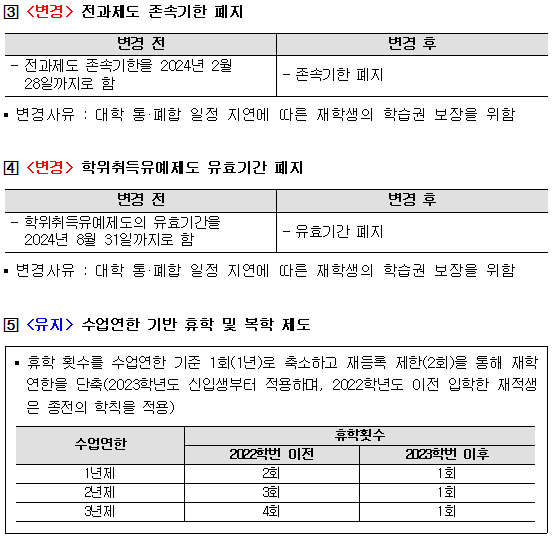 3 <변경> 전과제도 존속기한 폐지
변경 전 변경 후
- 전과제도 존속기한을 2024년 2월
28일까지로 함
- 존속기한 폐지
▪ 변경사유 : 대학 통·폐합 일정 지연에 따른 재학생의 학습권 보장을 위함
4 <변경> 학위취득유예제도 유효기간 폐지
변경 전 변경 후
- 학위취득유예제도의 유효기간을
2024년 8월 31일까지로 함
- 유효기간 폐지
▪ 변경사유 : 대학 통·폐합 일정 지연에 따른 재학생의 학습권 보장을 위함
5 <유지> 수업연한 기반 휴학 및 복학 제도
▪ 휴학 횟수를 수업연한 기준 1회(1년)로 축소하고 재등록 제한(2회)을 통해 재학
연한을 단축(2023학년도 신입생부터 적용하며, 2022학년도 이전 입학한 재적생
은 종전의 학칙을 적용)
수업연한 휴학횟수
2022학번 이전 2023학번 이후
1년제 2회 1회
2년제 3회 1회
3년제 4회 1회